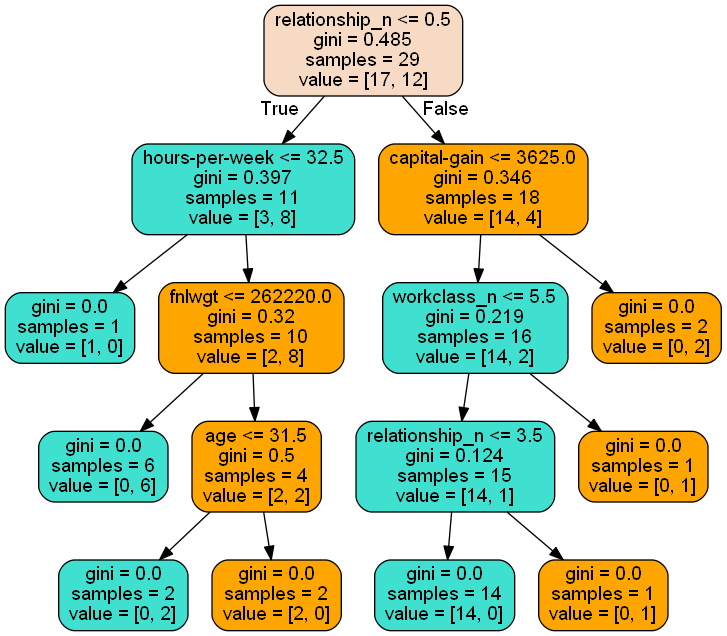 relationship_n <= 0.5
gini = 0.485
samples = 29
value = [17, 12]
True
False
hours-per-week <= 32.5
gini = 0.397
samples = 11
value = [3, 8]
capital-gain <= 3625.0
gini = 0.346
samples = 18
value = [14, 4]
gini = 0.0
samples = 1
value = [1, 0]
fnlwgt <= 262220.0
gini = 0.32
samples = 10
value = [2, 8]
workclass_n <= 5.5
gini = 0.219
samples = 16
value = [14, 2]
gini = 0.0
samples = 2
value = [0, 2]
gini = 0.0
samples = 6
value = [0, 6]
age <= 31.5
gini = 0.5
samples = 4
value = [2, 2]
relationship_n <= 3.5
gini = 0.124
samples = 15
value = [14, 1]
gini = 0.0
samples = 1
value = [0, 1]
gini = 0.0
samples = 2
value = [0, 2]
gini = 0.0
samples = 2
value = [2, 0]
gini = 0.0
samples = 14
value = [14, 0]
gini = 0.0
samples = 1
value = [0, 1]